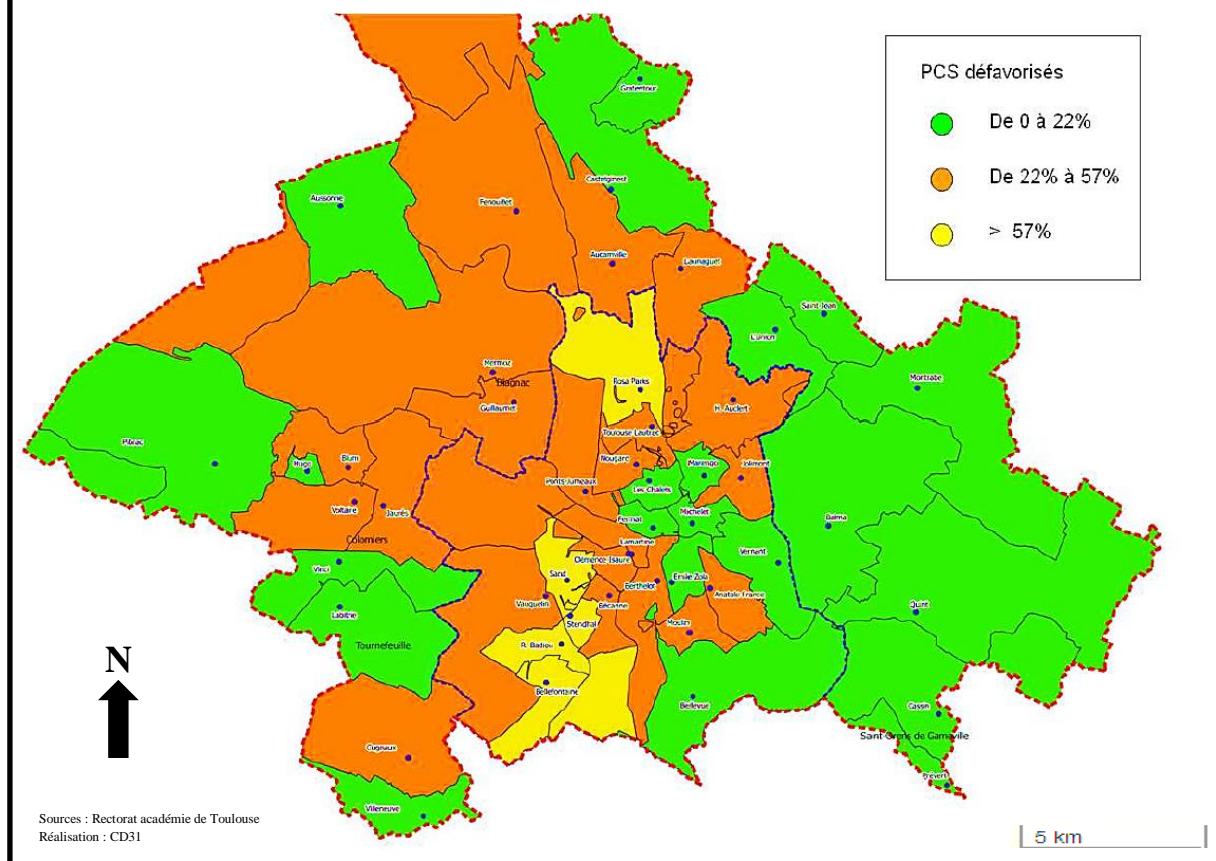 PCS défavorisés
De 0 à 22%
De 22% à 57%
> 57%
Gratentour
Castelginest
Aussonne
Fenouillet
Aucamville
Launaguet
Saint Jean
L'Union
Mermoz
Blagnac
Rosa Parks
Montrabe
Guillaumet
H. Auclert
Toulouse Lautrec
Pibrac
Hugo
Blum
Nougaro
Marengo
Jolimont
Ponts Jumeaux
Les Chalets
Voltaire
Jaurès
Fermat
Michelet
Balma
Colomiers
Lamartine
Vernant
Clémence Isaure
Vinci
Sand
Berthelot
Emile Zola
Anatole France
Labitrie
Vauquelin
Bécanne
Quint
Stendhal
Moulin
Tournefeuille
R. Badiou
N
Bellefontaine
Bellevue
Cassin
Saint Orens de Gameville
Cugnaux
Prévert
Villeneuve
Sources : Rectorat académie de Toulouse
Réalisation : CD31
5 km